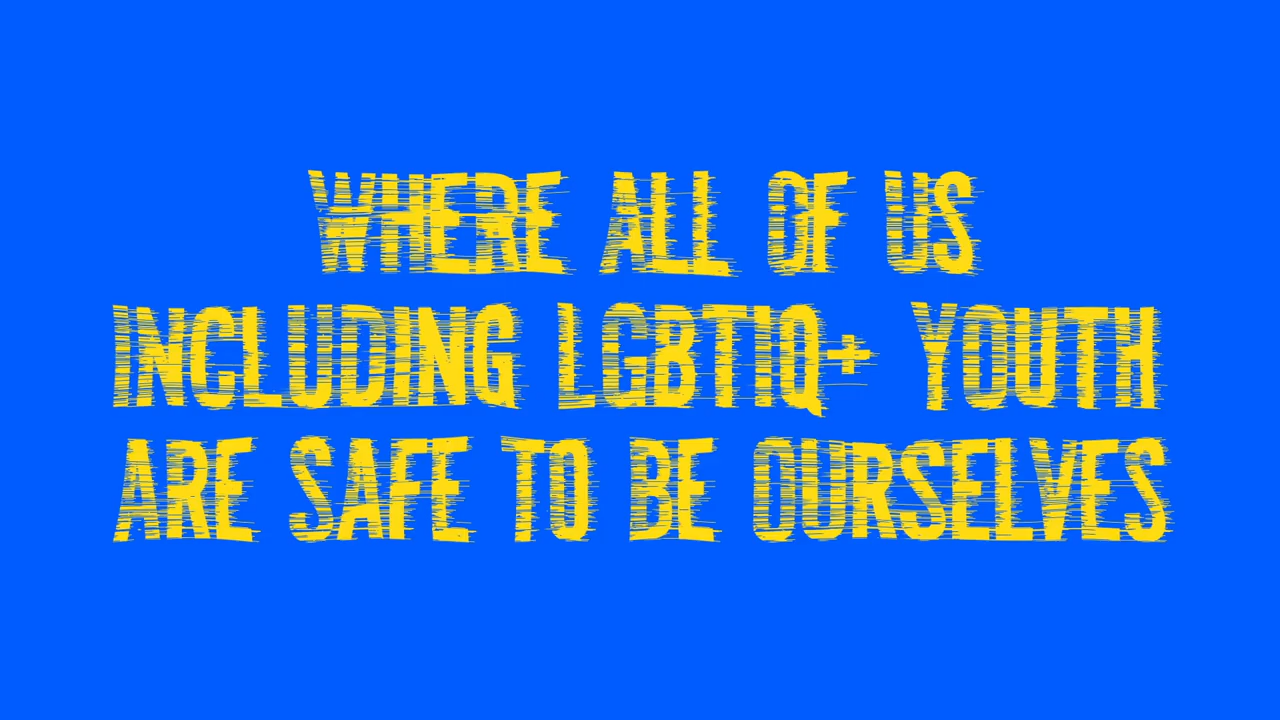 WHERE ALL OF US
INCLUDING LGBTIQ+ YOUTH
ARE SAFE TO BE OURSELVES